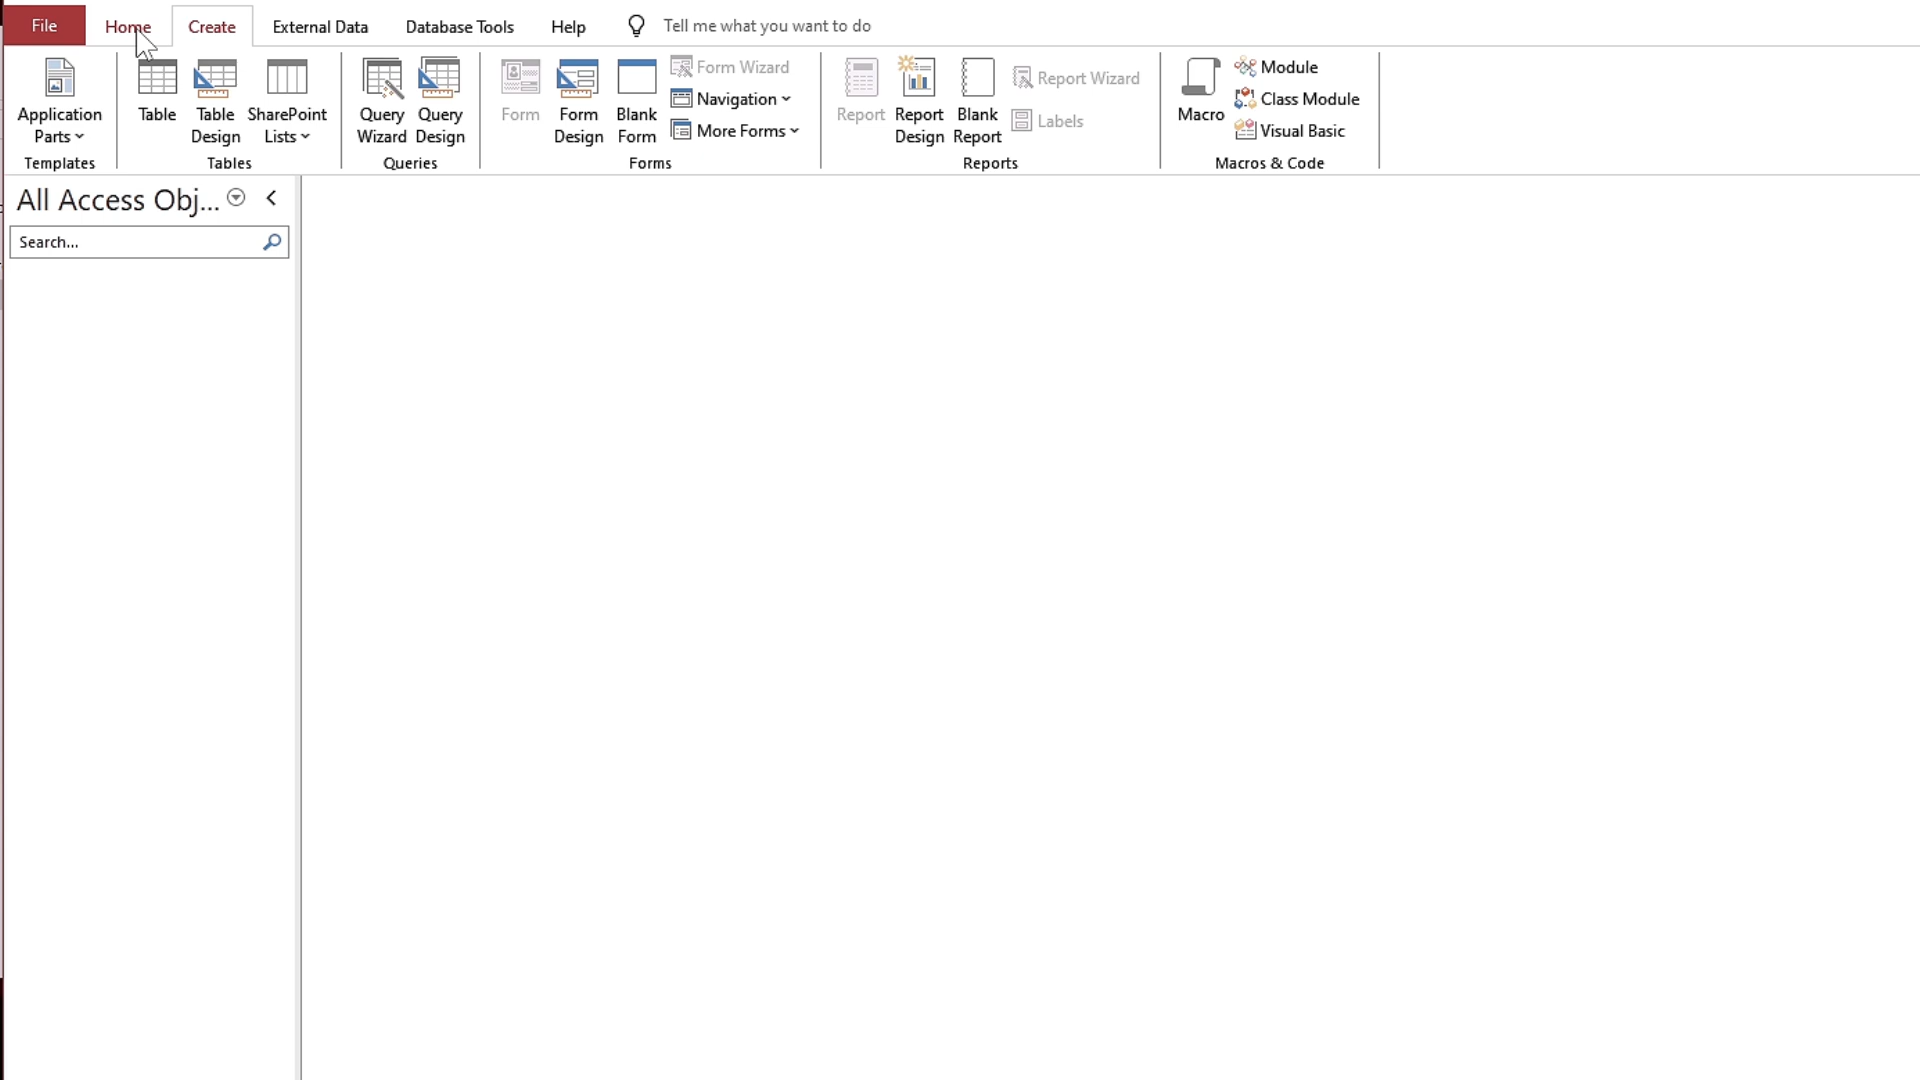 File Home Create External Data Database Tools Help Tell me what you want to do
Application Parts
Table
Table Design
SharePoint Lists
Query Wizard
Query Design
Form
Form Design
Blank Form
Form Wizard
Navigation
More Forms
Report
Report Design
Blank Report
Report Wizard
Labels
Macro
Module
Class Module
Visual Basic
Templates Tables Queries Forms Reports Macros & Code
All Access Obj...
Search...